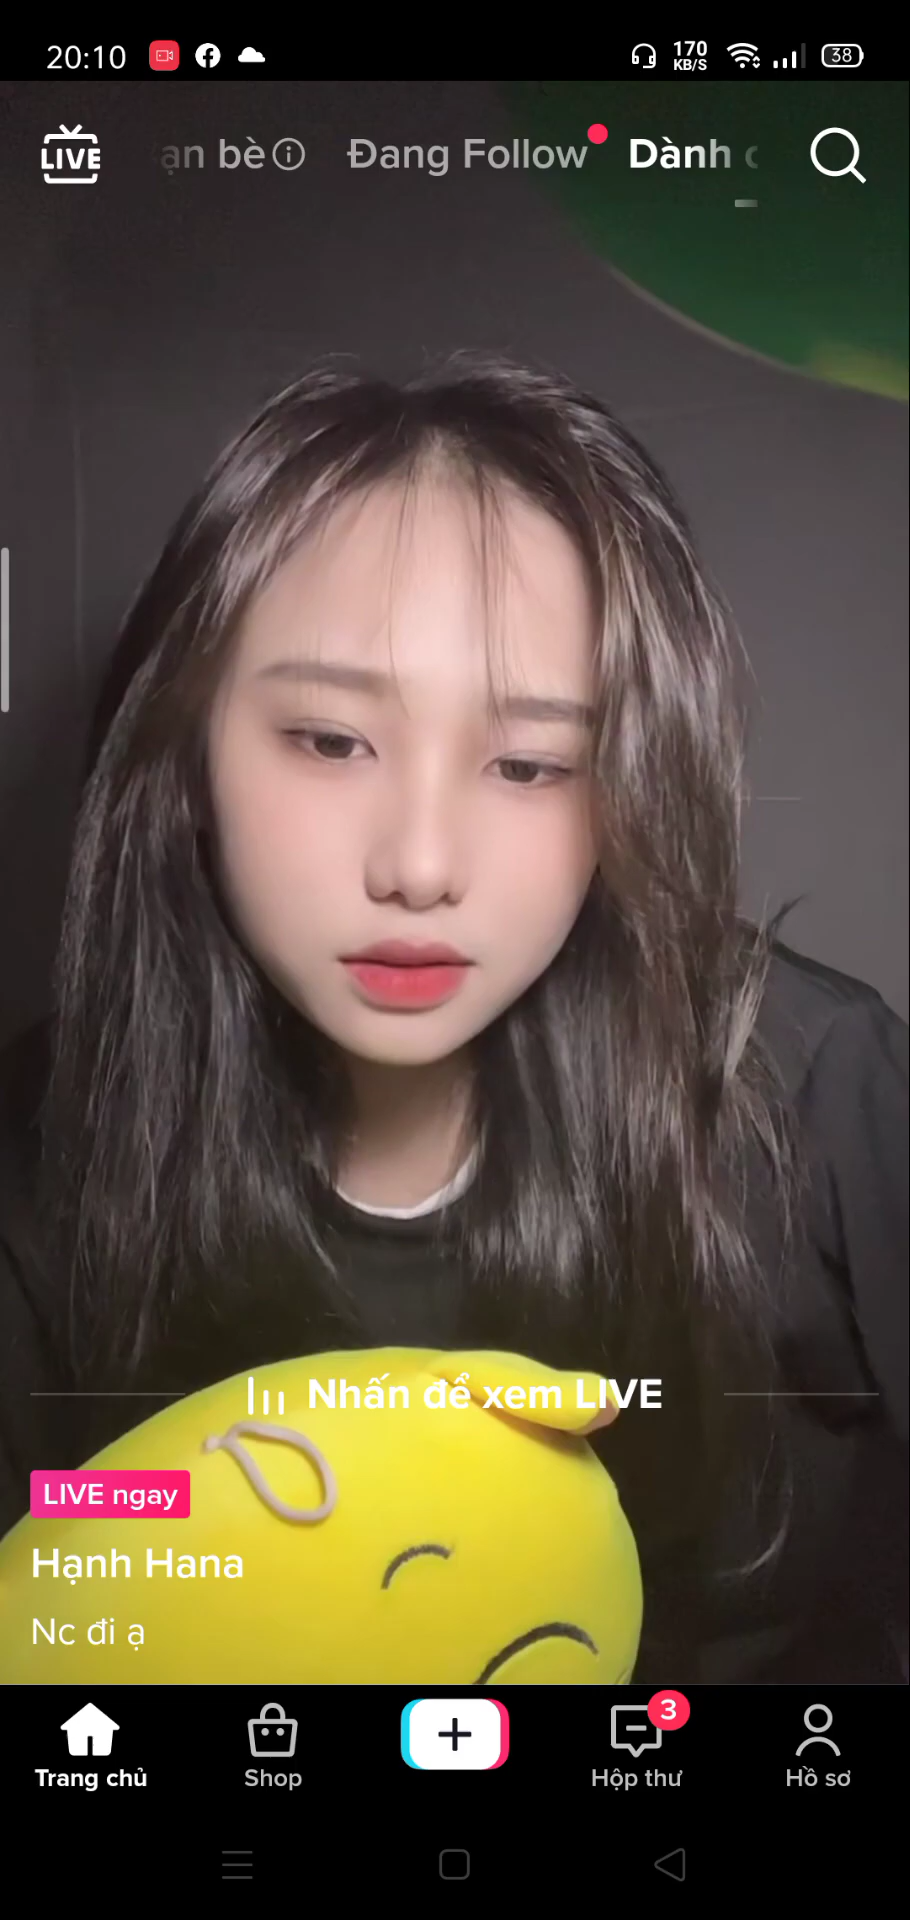 20:10 170 KB/S 38
LIVE ạn bè Đang Follow Dành
Nhấn để xem LIVE
LIVE ngay
Hạnh Hana
Nc đi ạ
3
Trang chủ Shop Hộp thư Hồ sơ